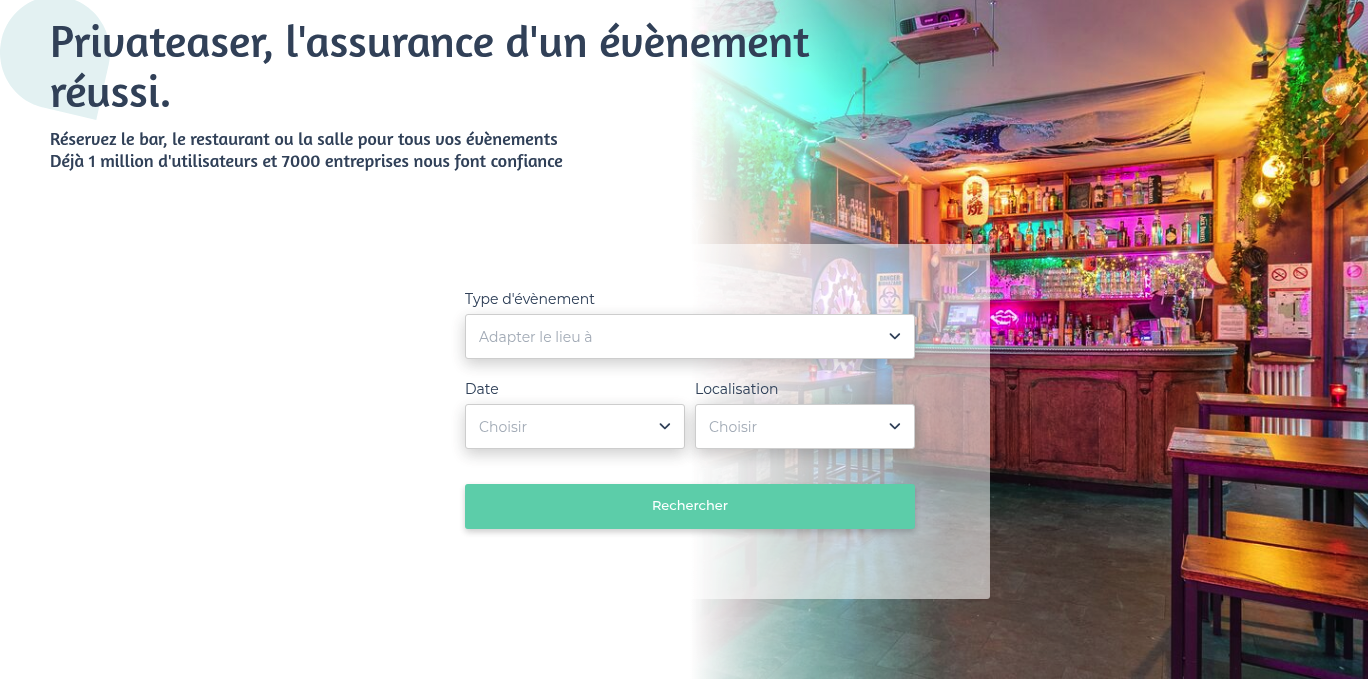 Privateaser, l'assurance d'un évènement
réussi.
Réservez le bar, le restaurant ou la salle pour tous vos évènements
Déjà 1 million d'utilisateurs et 7000 entreprises nous font confiance
Type d'évènement
Adapter le lieu à
Date
Localisation
Choisir
Choisir
Rechercher